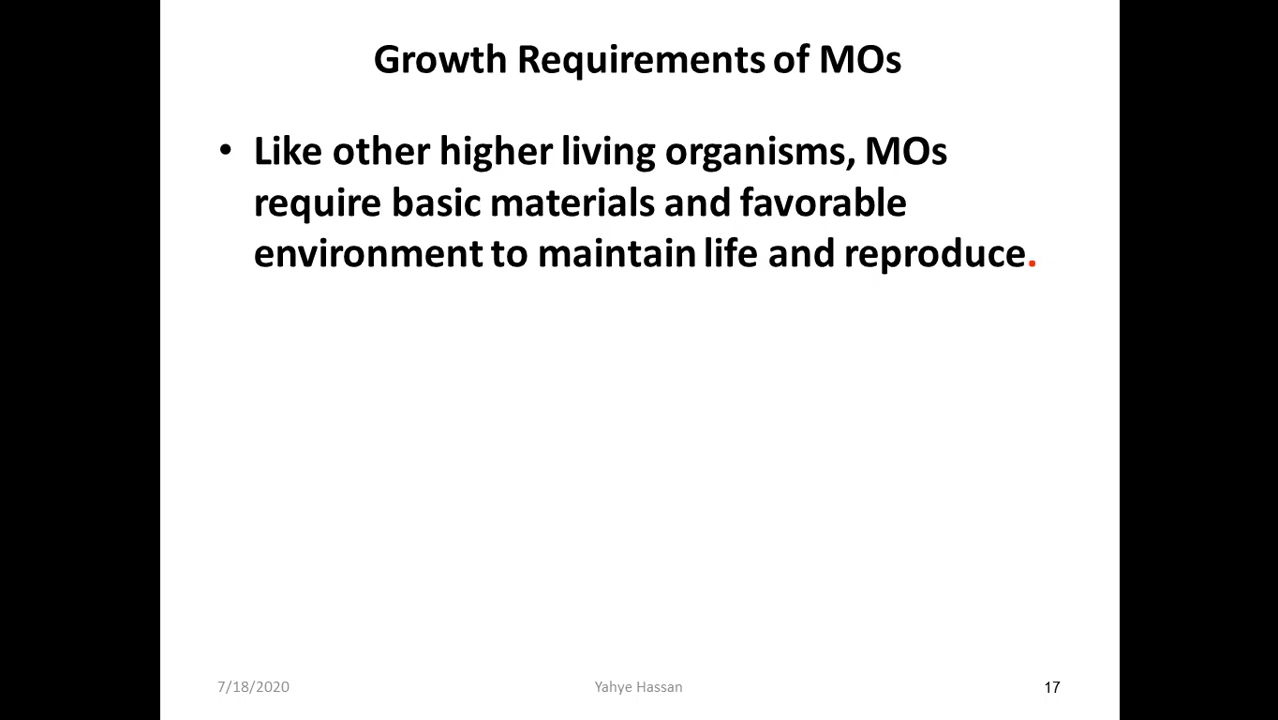 Growth Requirements of MOs
• Like other higher living organisms, MOs
require basic materials and favorable
environment to maintain life and reproduce.
7/18/2020 Yahye Hassan 17